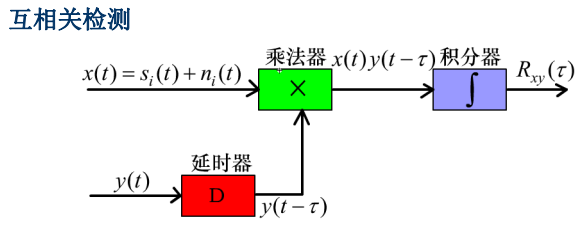 互相关检测
乘法器
x(t)y(t−τ)
积分器
x(t) = s_i(t) + n_i(t)
×
∫
R_xy(τ)
延时器
y(t)
D
y(t−τ)